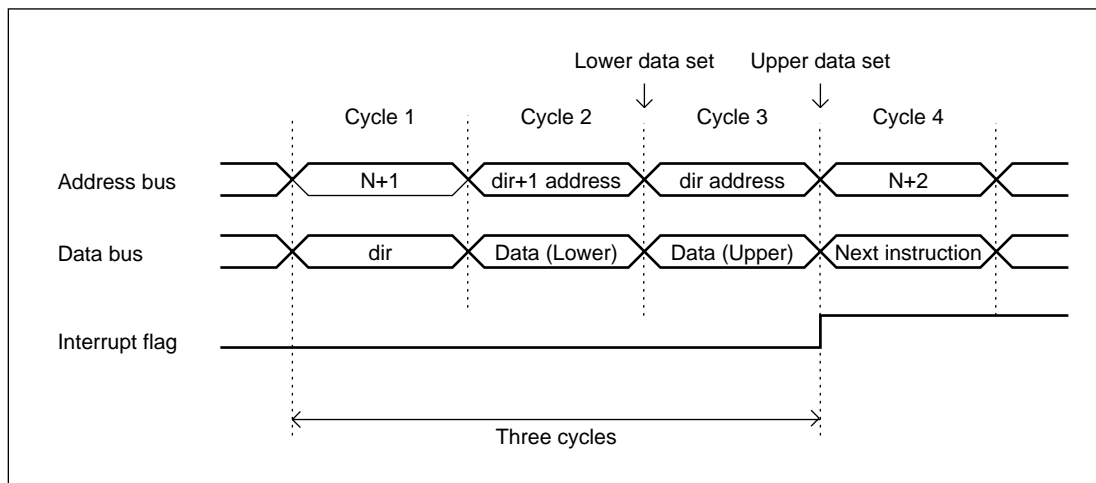 Lower data set Upper data set
Cycle 1 Cycle 2 Cycle 3 Cycle 4
Address bus N+1 dir+1 address dir address N+2
Data bus dir Data (Lower) Data (Upper) Next instruction
Interrupt flag
Three cycles